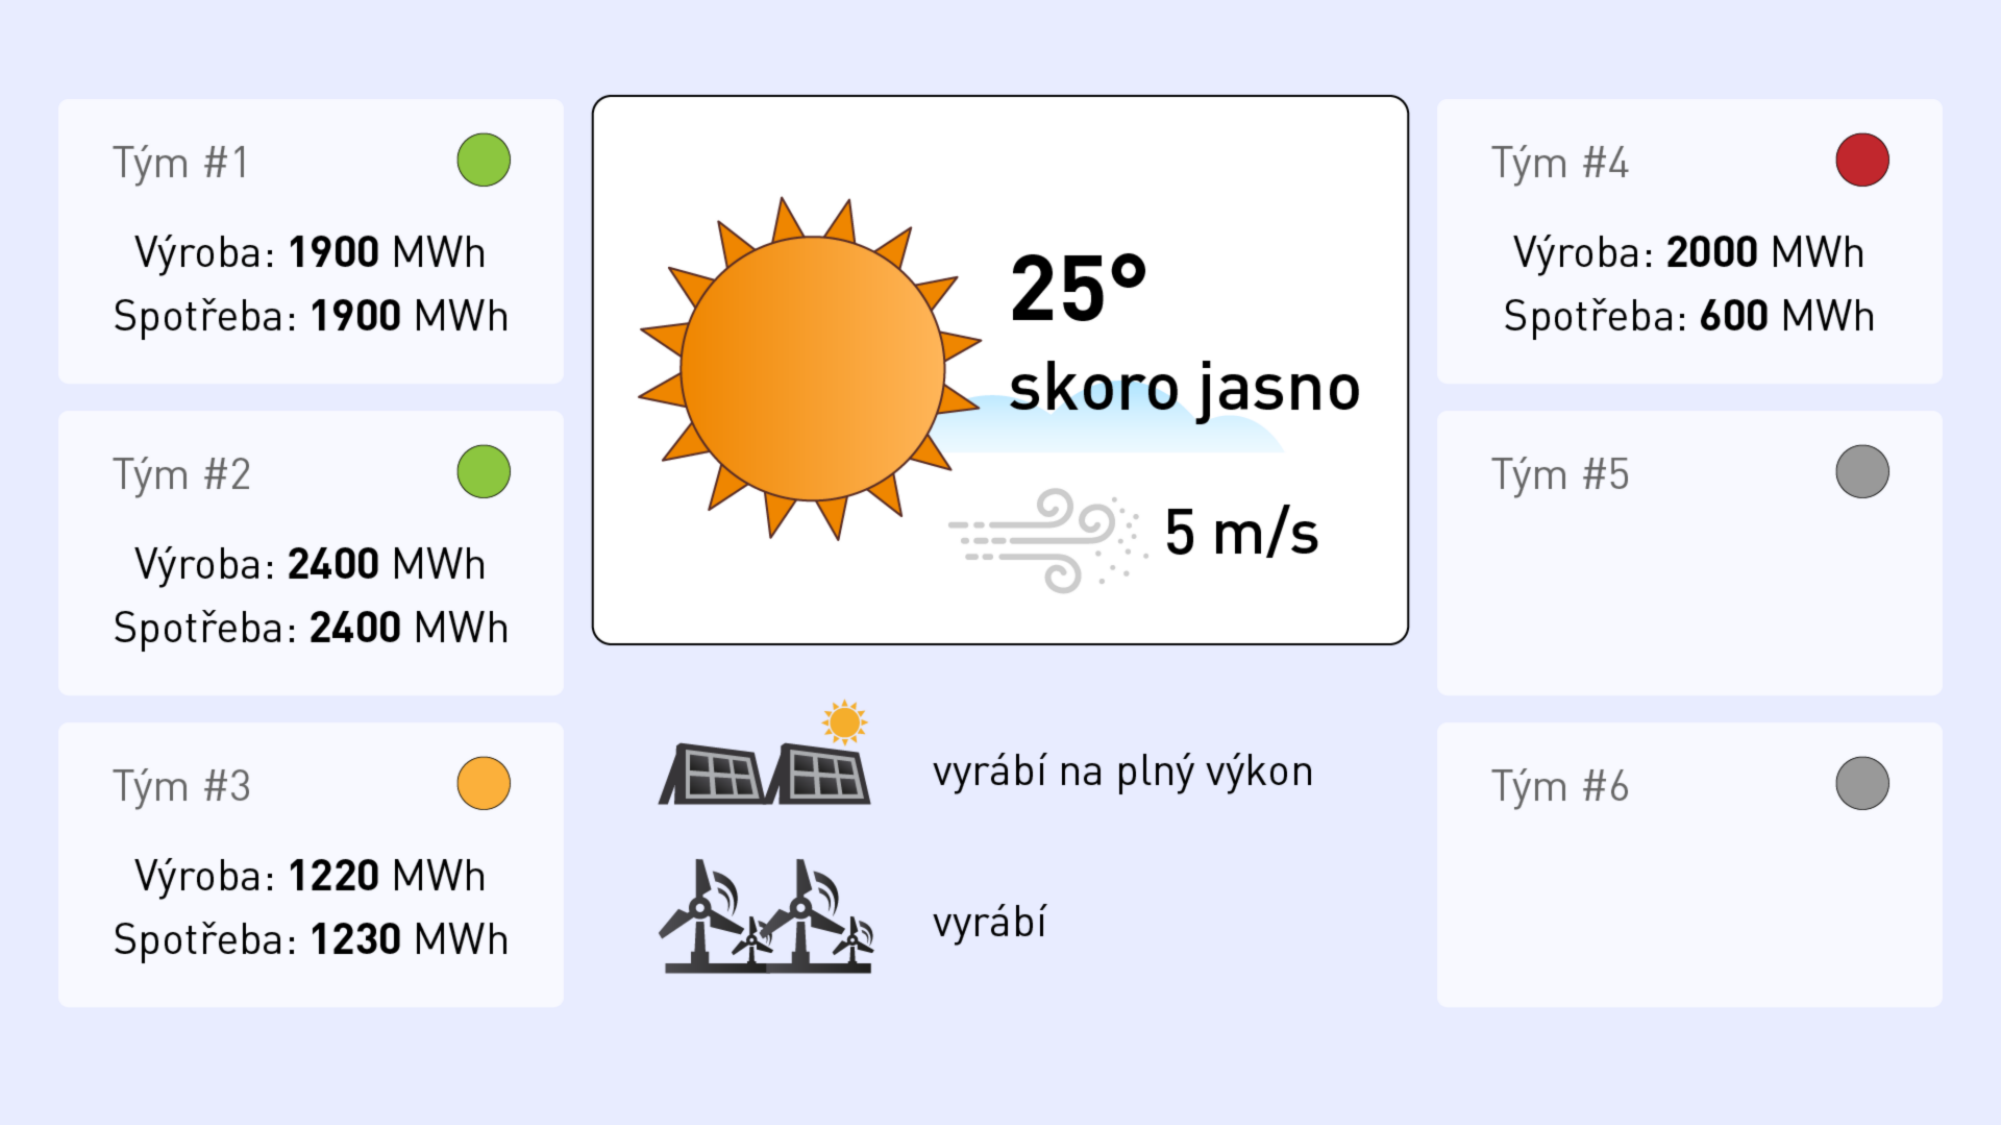 Tým #1
Výroba: 1900 MWh
Spotřeba: 1900 MWh
Tým #2
Výroba: 2400 MWh
Spotřeba: 2400 MWh
Tým #3
Výroba: 1220 MWh
Spotřeba: 1230 MWh
25°
skoro jasno
5 m/s
vyrábí na plný výkon
vyrábí
Tým #4
Výroba: 2000 MWh
Spotřeba: 600 MWh
Tým #5
Tým #6